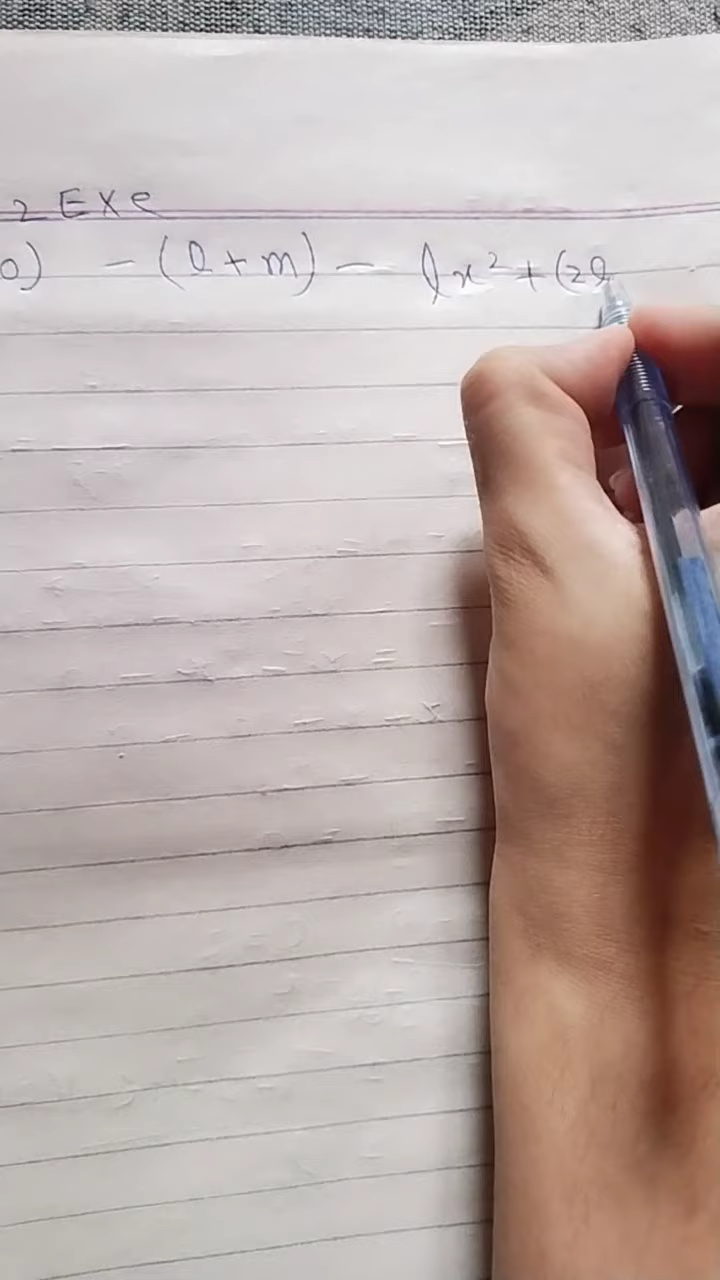 2 Exe
0) - (l + m) - lx² + (2l